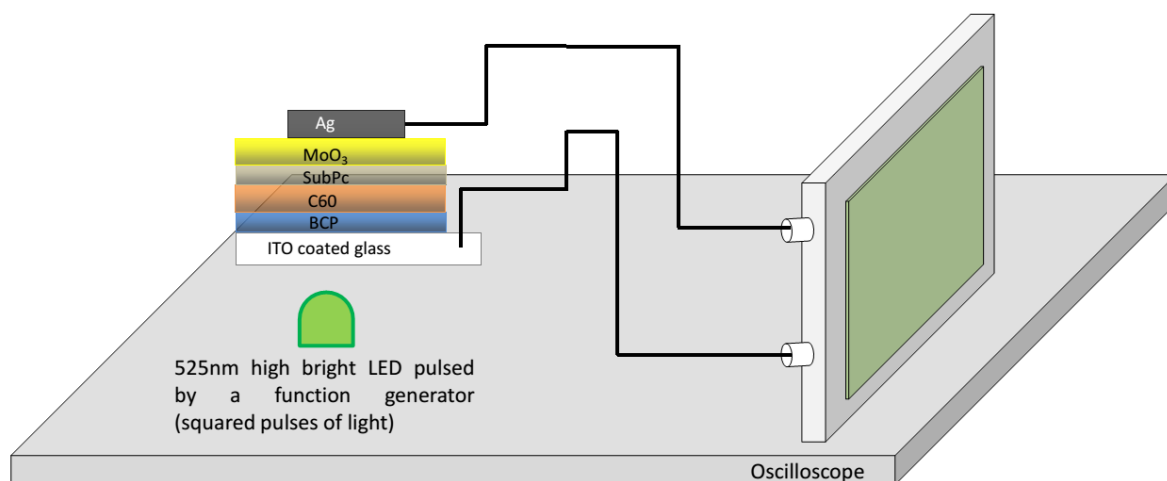 Ag
MoO₃
SubPc
C60
BCP
ITO coated glass
525nm high bright LED pulsed
by a function generator
(squared pulses of light)
Oscilloscope